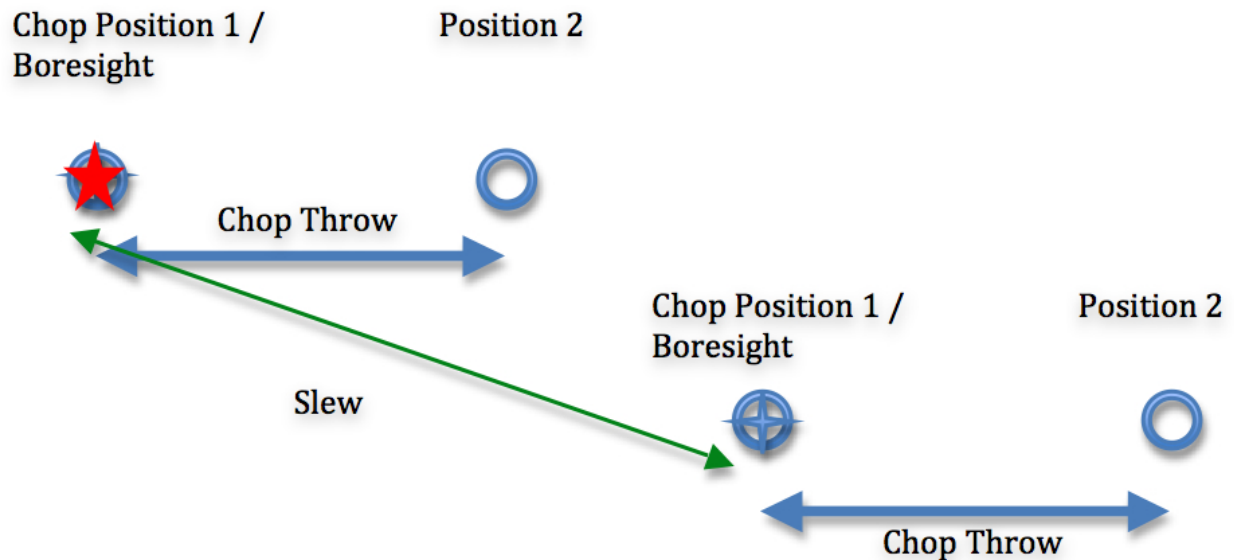 Chop Position 1 /
Boresight
Position 2
Chop Throw
Slew
Chop Position 1 /
Boresight
Position 2
Chop Throw